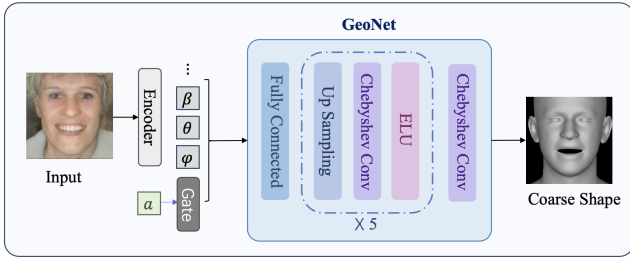 GeoNet
Input
Encoder
...
β
θ
φ
a
Gate
Fully Connected
Up Sampling
Chebyshev Conv
ELU
X 5
Chebyshev Conv
Coarse Shape